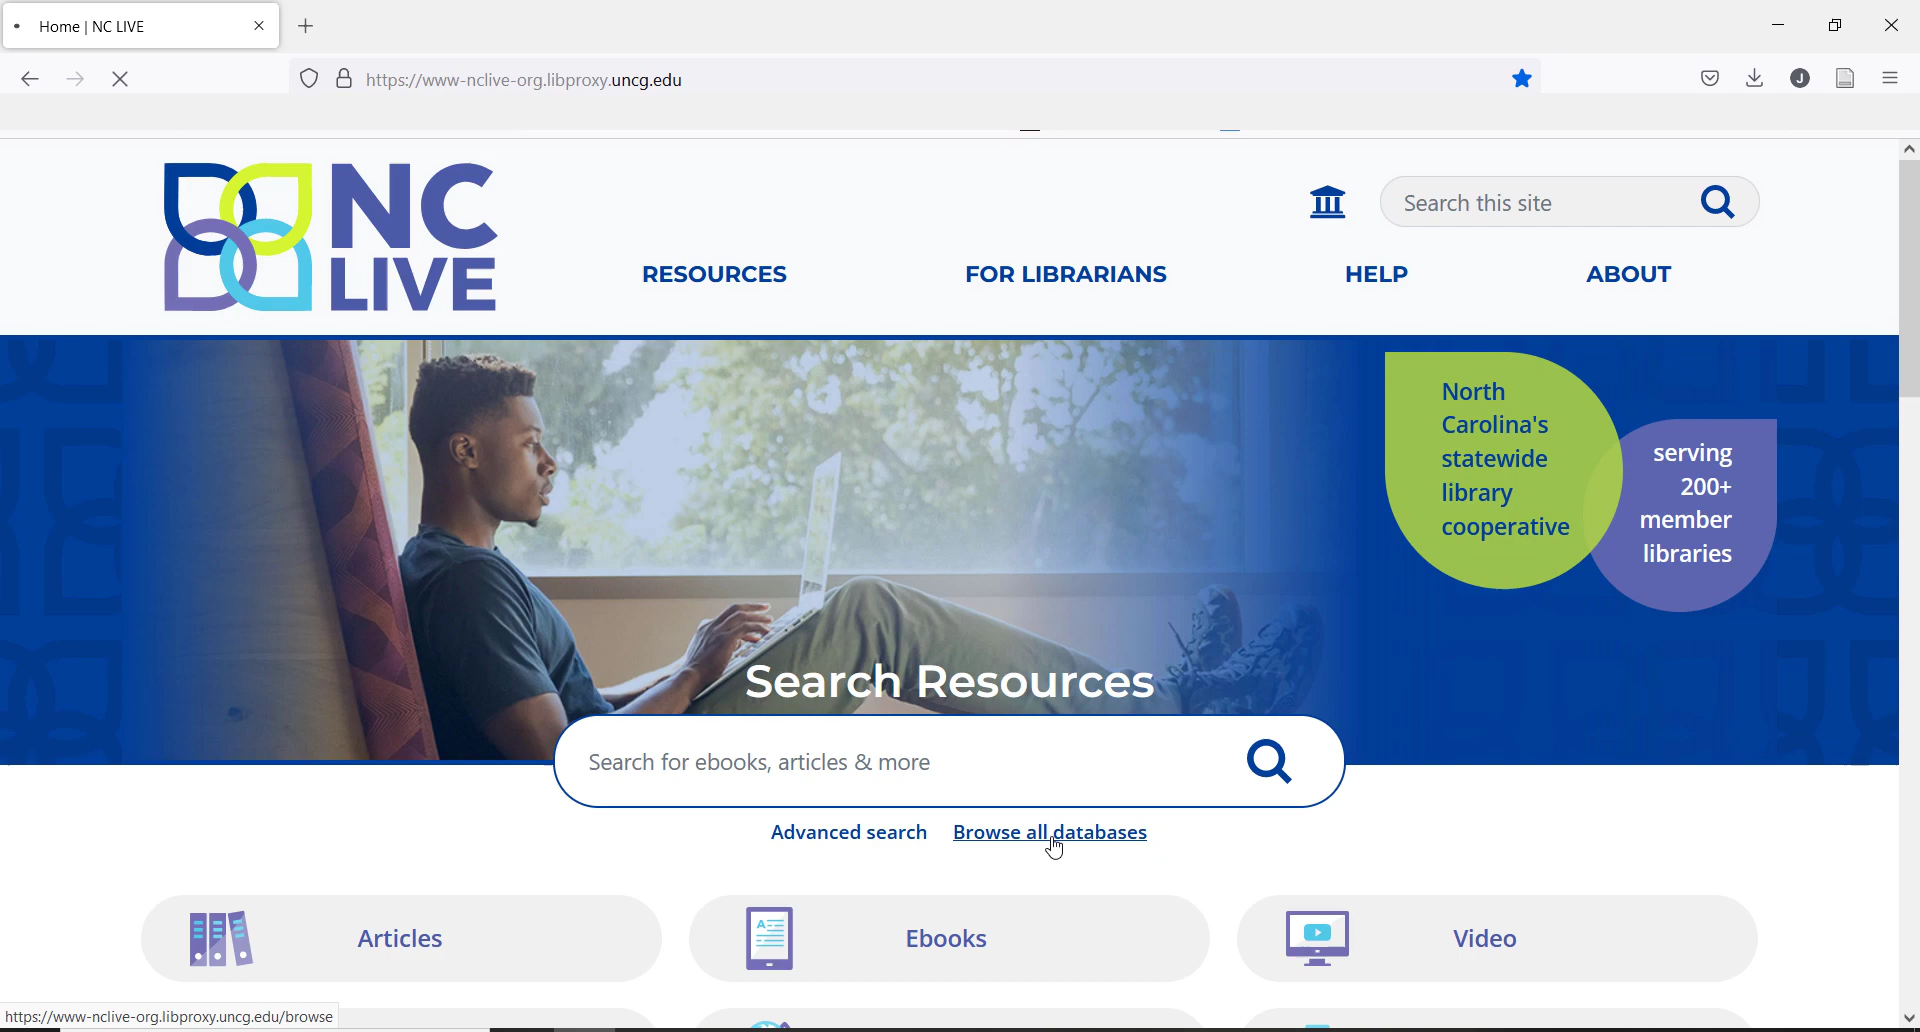 Home | NC LIVE
https://www-nclive-org.libproxy.uncg.edu
J
NC
LIVE
Search this site
RESOURCES
FOR LIBRARIANS
HELP
ABOUT
North
Carolina's
statewide
library
cooperative
serving
200+
member
libraries
Search Resources
Search for ebooks, articles & more
Advanced search
Browse all databases
Articles
Ebooks
Video
https://www-nclive-org.libproxy.uncg.edu/browse